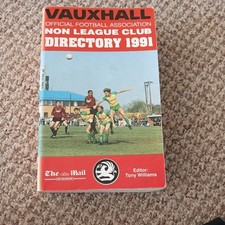 VAUXHALL
OFFICIAL FOOTBALL ASSOCIATION
NON LEAGUE CLUB
DIRECTORY 1991
The Mail
Editor:
Tony Williams